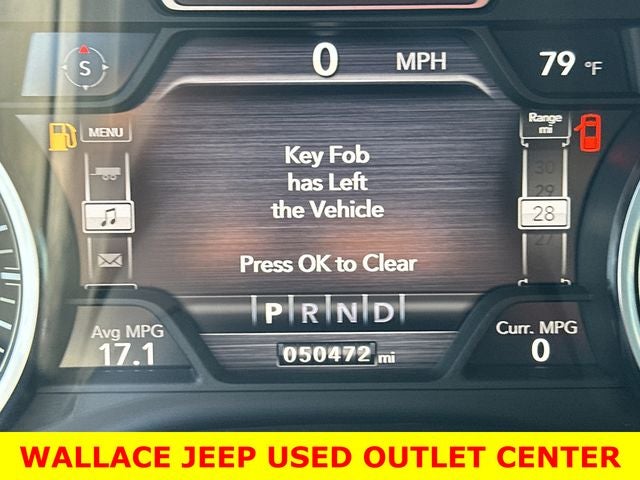 S
0 MPH
79 °F
MENU
Range
mi
Key Fob
has Left
the Vehicle
30
29
28
27
Press OK to Clear
P R N D
Avg MPG
17.1
Curr. MPG
0
050472 mi
WALLACE JEEP USED OUTLET CENTER